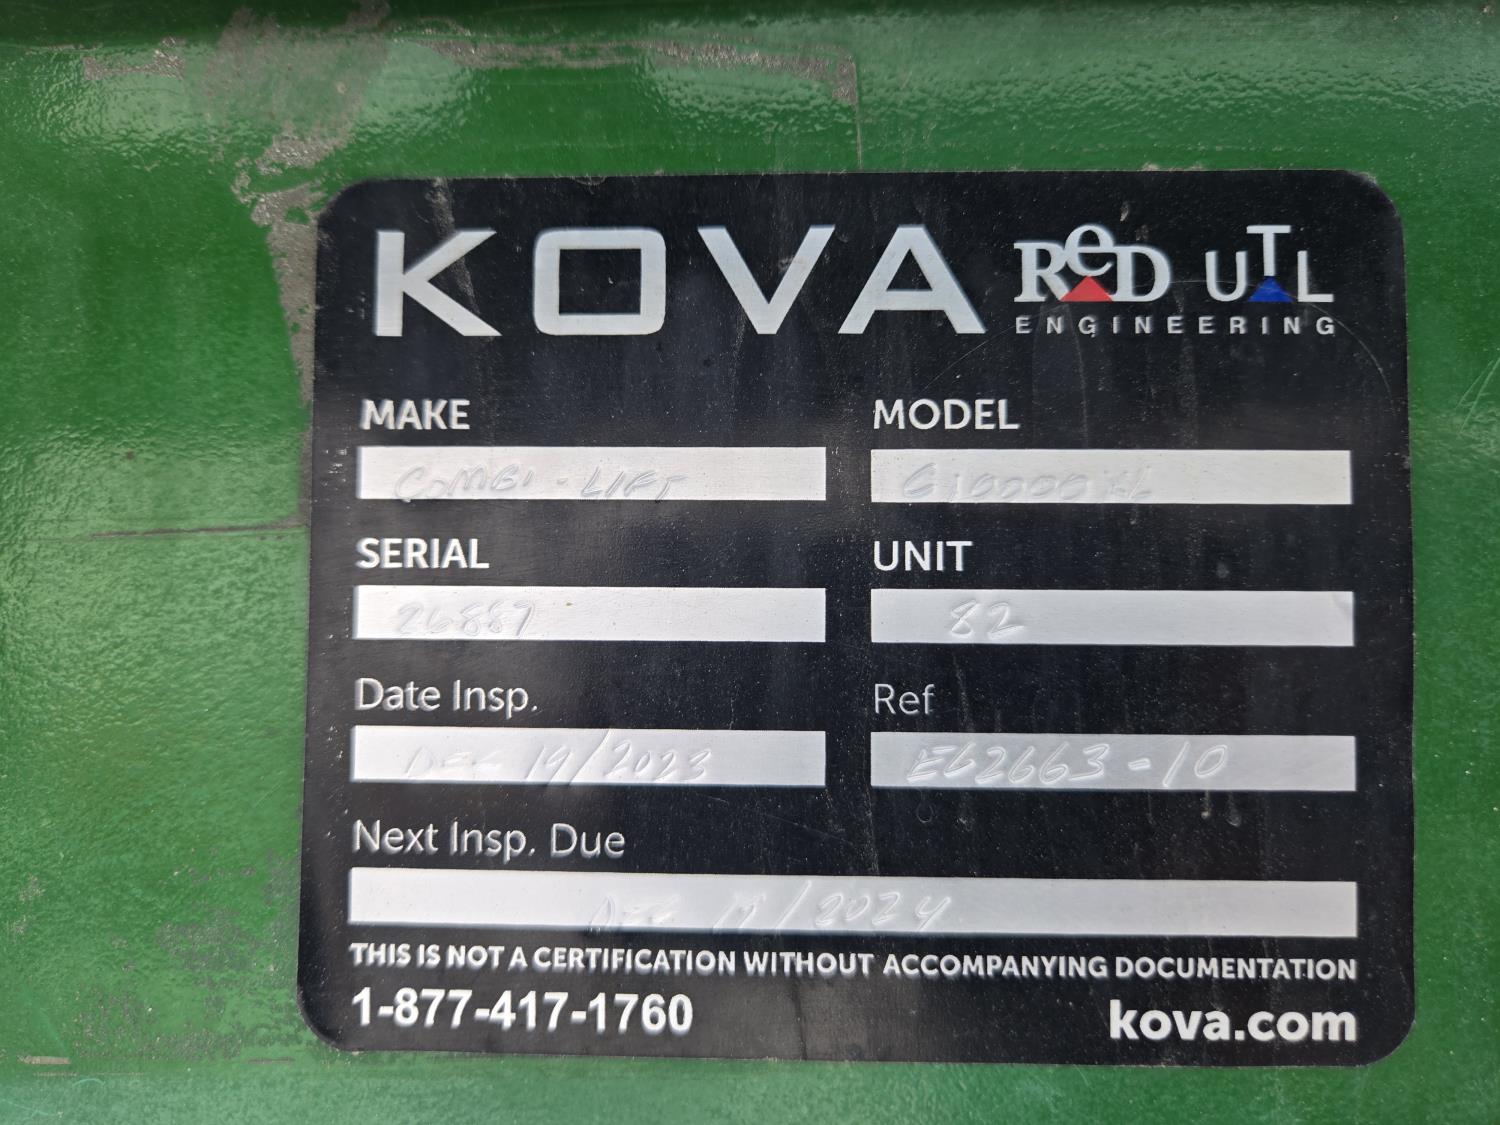 KOVA ReD UTL
ENGINEERING
MAKE MODEL
COMBI-LIFT C10000XL
SERIAL UNIT
26887 82
Date Insp. Ref
DEC 19/2023 E62663-10
Next Insp. Due
DEC 19/2024
THIS IS NOT A CERTIFICATION WITHOUT ACCOMPANYING DOCUMENTATION
1-877-417-1760 kova.com